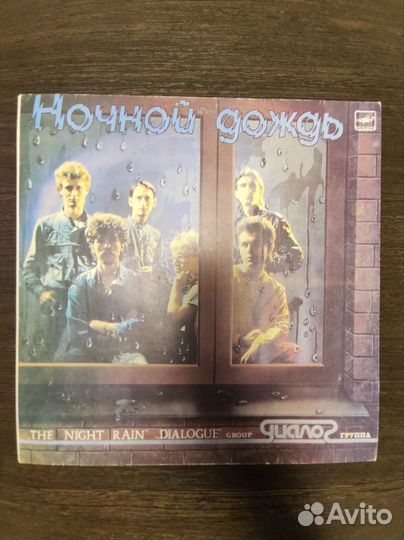 Ночной дождь
„THE NIGHT RAIN” „DIALOGUE” GROUP Диалог ГРУППА
Avito